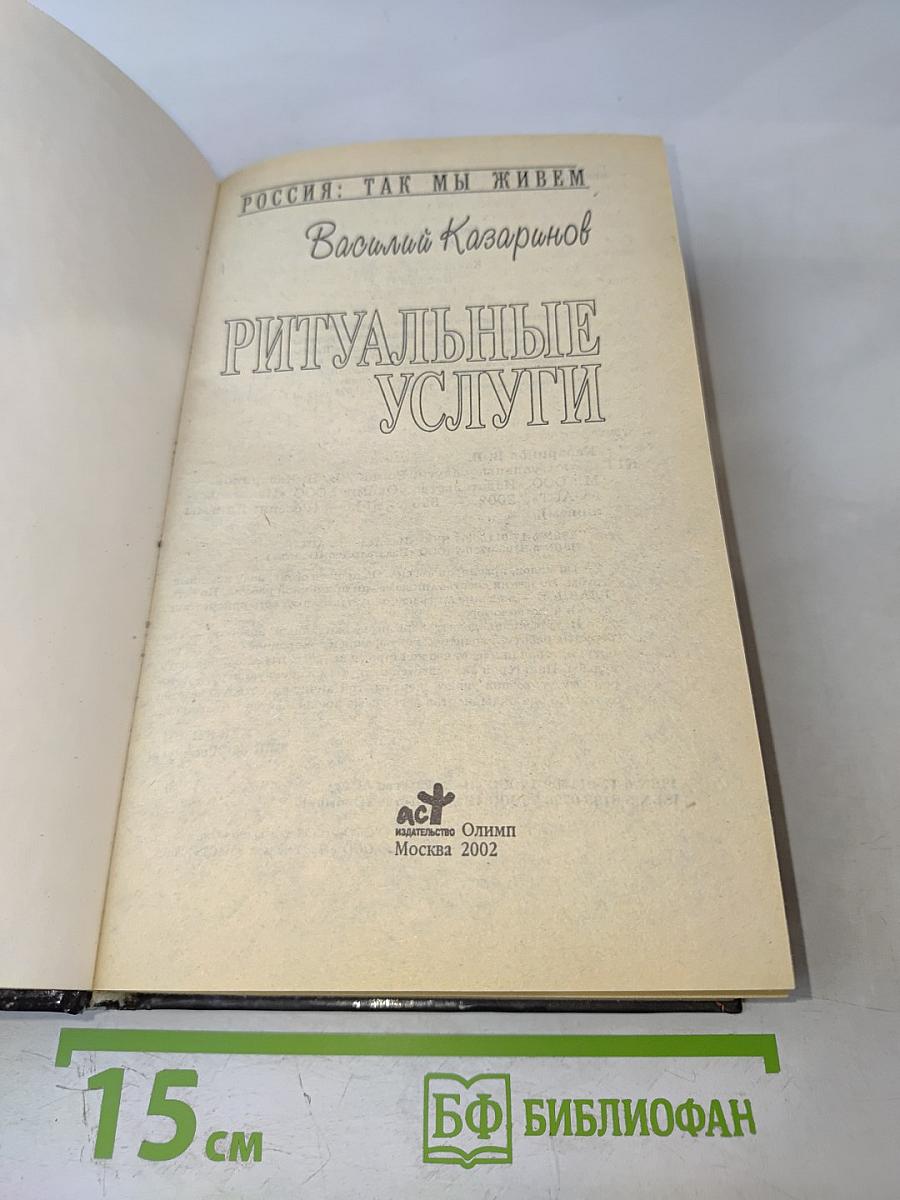 РОССИЯ: ТАК МЫ ЖИВЕМ
Василий Казаринов
РИТУАЛЬНЫЕ
УСЛУГИ
аст
ИЗДАТЕЛЬСТВО Олимп
Москва 2002
15 см
БФ БИБЛИОФАН